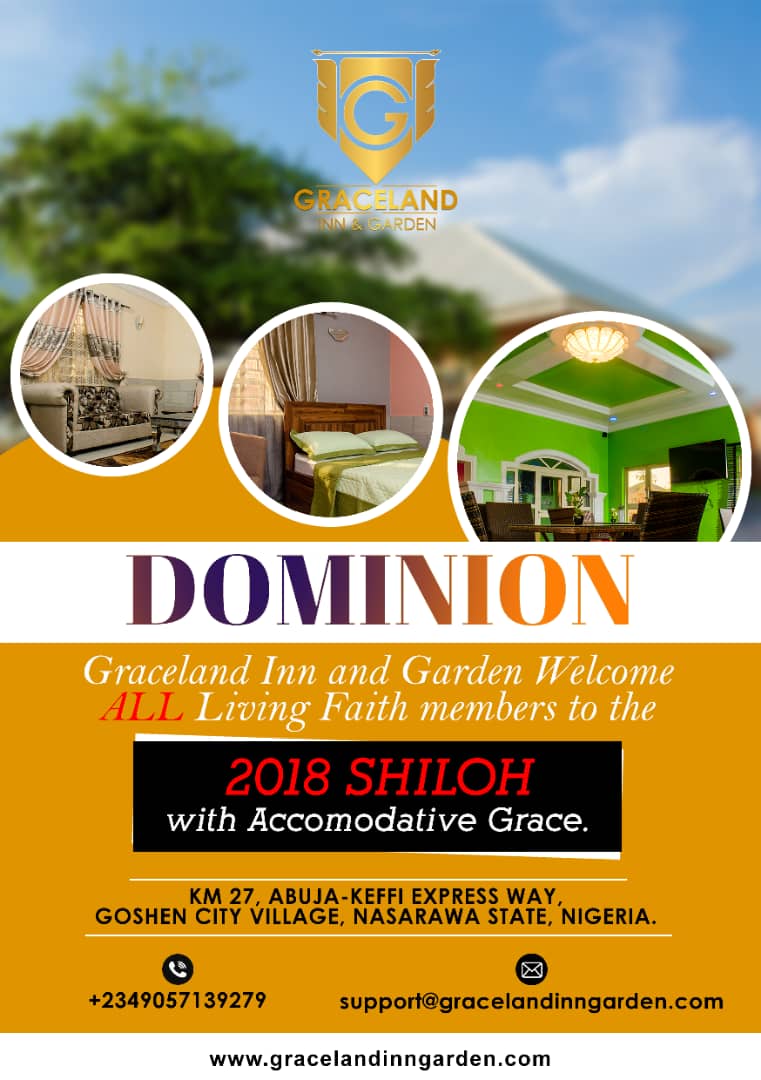 G
GRACELAND
INN & GARDEN
DOMINION
Graceland Inn and Garden Welcome
ALL Living Faith members to the
2018 SHILOH
with Accomodative Grace.
KM 27, ABUJA-KEFFI EXPRESS WAY,
GOSHEN CITY VILLAGE, NASARAWA STATE, NIGERIA.
+2349057139279
support@gracelandinngarden.com
www.gracelandinngarden.com